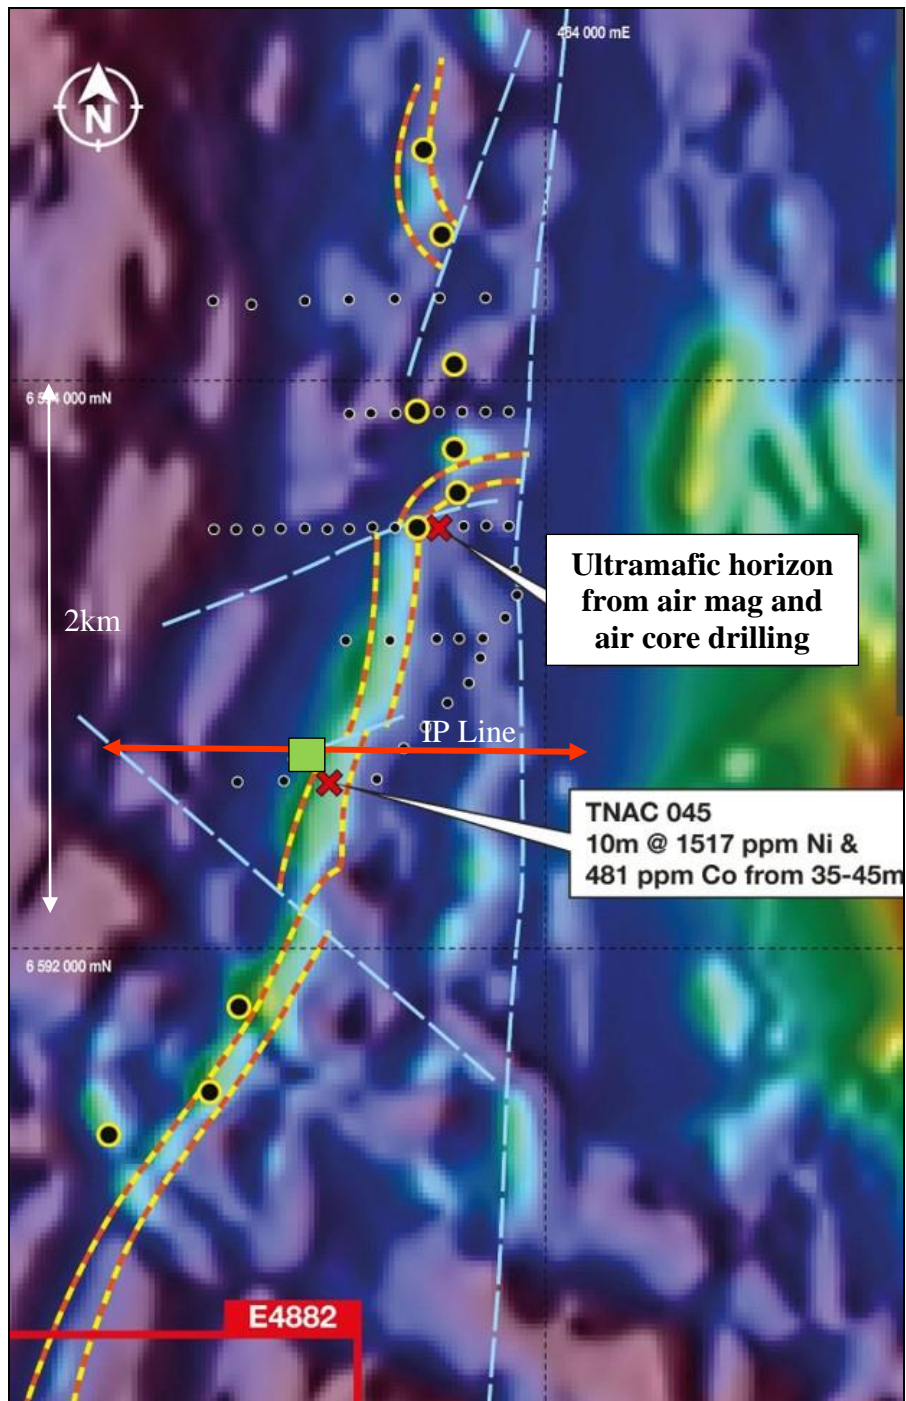 464 000 mE
N
6 594 000 mN
Ultramafic horizon
from air mag and
air core drilling
2km
IP Line
TNAC 045
10m @ 1517 ppm Ni &
481 ppm Co from 35-45m
6 592 000 mN
E4882